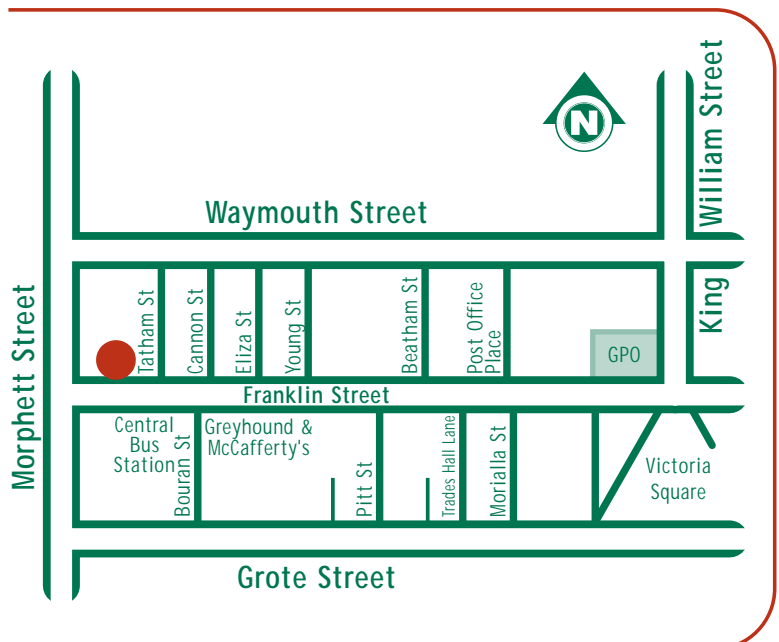 N
William Street
Waymouth Street
King
Morphett Street
Tatham St
Cannon St
Eliza St
Young St
Beatham St
Post Office
Place
GPO
Franklin Street
Central
Bus
Station
Bouran St
Greyhound &
McCafferty's
Pitt St
Trades Hall Lane
Morialla St
Victoria
Square
Grote Street